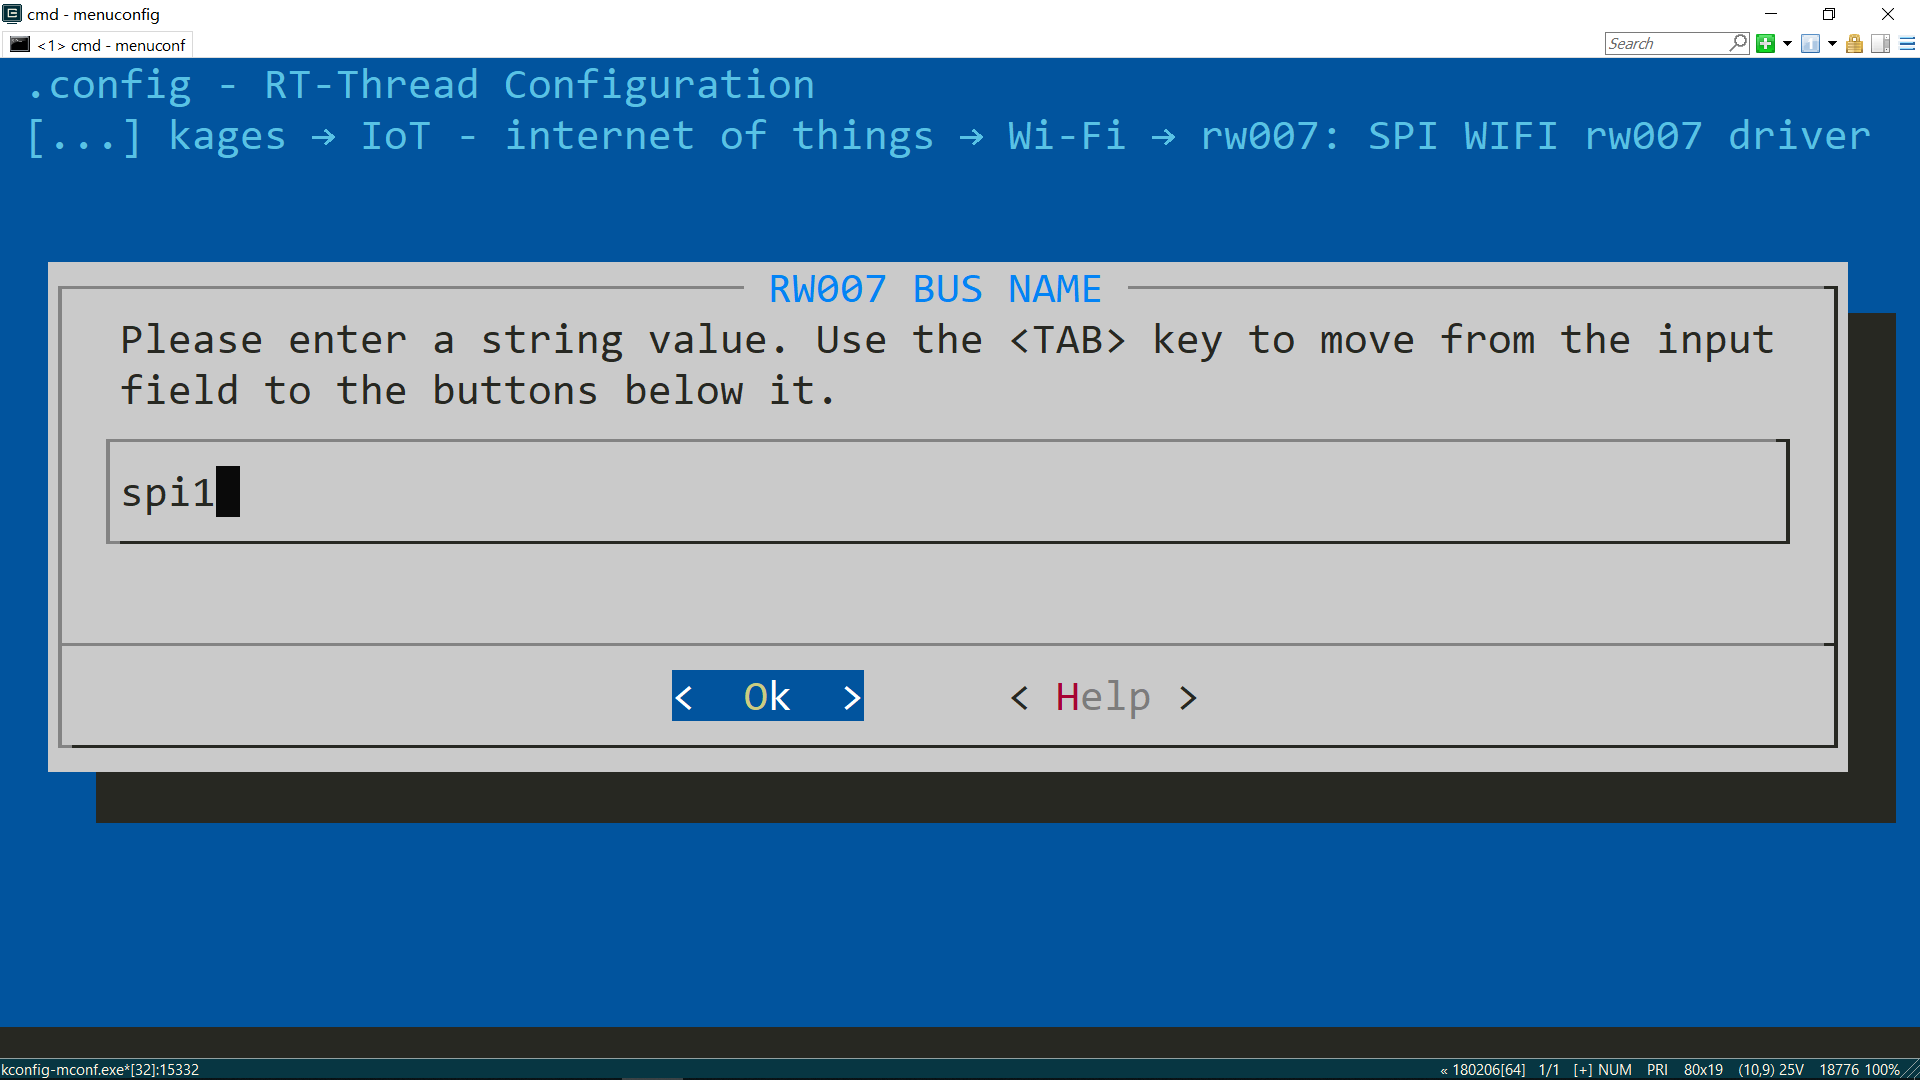 cmd - menuconfig
<1> cmd - menuconf
Search
.config - RT-Thread Configuration
[...] kages → IoT - internet of things → Wi-Fi → rw007: SPI WIFI rw007 driver
RW007 BUS NAME
Please enter a string value. Use the <TAB> key to move from the input
field to the buttons below it.
spi1
< Ok > < Help >
kconfig-mconf.exe*[32]:15332 « 180206[64] 1/1 [+] NUM PRI 80x19 (10,9) 25V 18776 100%